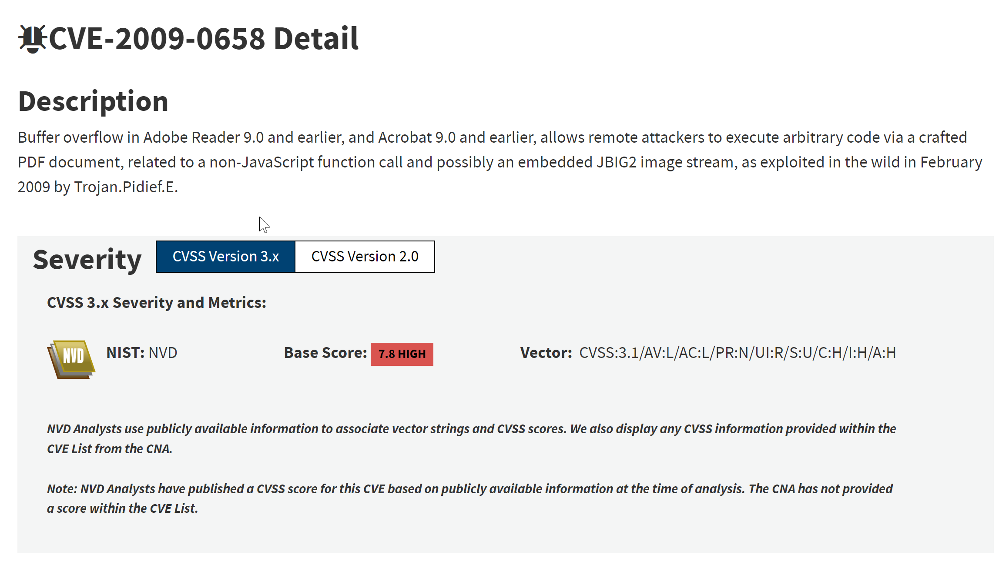 CVE-2009-0658 Detail
Description
Buffer overflow in Adobe Reader 9.0 and earlier, and Acrobat 9.0 and earlier, allows remote attackers to execute arbitrary code via a crafted
PDF document, related to a non-JavaScript function call and possibly an embedded JBIG2 image stream, as exploited in the wild in February
2009 by Trojan.Pidief.E.
Severity CVSS Version 3.x CVSS Version 2.0
CVSS 3.x Severity and Metrics:
NVD NIST: NVD Base Score: 7.8 HIGH Vector: CVSS:3.1/AV:L/AC:L/PR:N/UI:R/S:U/C:H/I:H/A:H
NVD Analysts use publicly available information to associate vector strings and CVSS scores. We also display any CVSS information provided within the
CVE List from the CNA.
Note: NVD Analysts have published a CVSS score for this CVE based on publicly available information at the time of analysis. The CNA has not provided
a score within the CVE List.